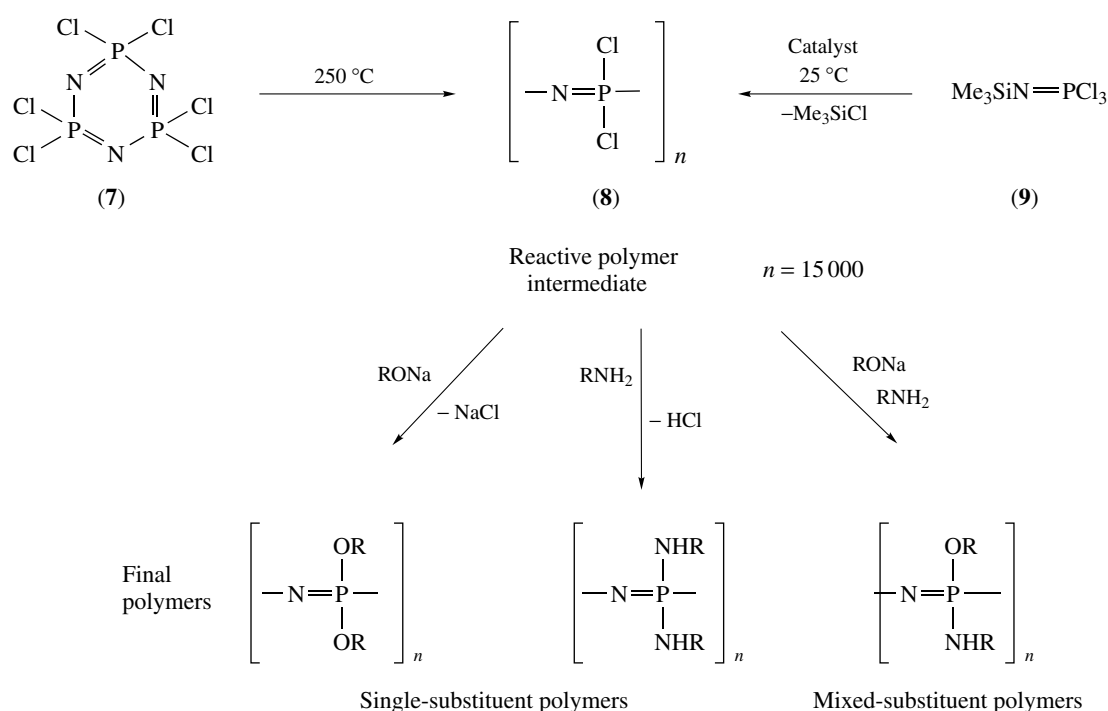 Cl Cl
P
N N
Cl P P Cl
Cl N Cl
250 °C
Cl
N=P
Cl
n
Catalyst
25 °C
−Me₃SiCl
Me₃SiN=PCl₃
(7) (8) (9)
Reactive polymer
intermediate
n = 15 000
RONa
− NaCl
RNH₂
− HCl
RONa
RNH₂
Final
polymers
OR
N=P
OR
n
NHR
N=P
NHR
n
OR
N=P
NHR
n
Single-substituent polymers Mixed-substituent polymers